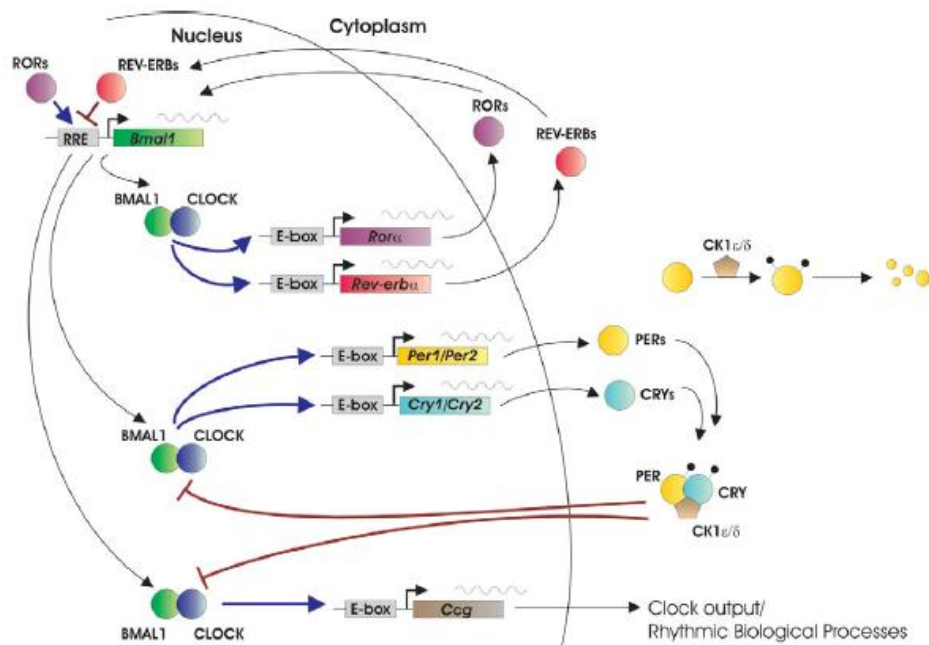 Nucleus
Cytoplasm
RORs
REV-ERBs
RRE
Bmal1
RORs
REV-ERBs
BMAL1
CLOCK
E-box
Rorα
E-box
Rev-erbα
CK1ε/δ
E-box
Per1/Per2
PERs
E-box
Cry1/Cry2
CRYs
BMAL1
CLOCK
PER
CRY
CK1ε/δ
E-box
Ccg
BMAL1
CLOCK
Clock output/
Rhythmic Biological Processes